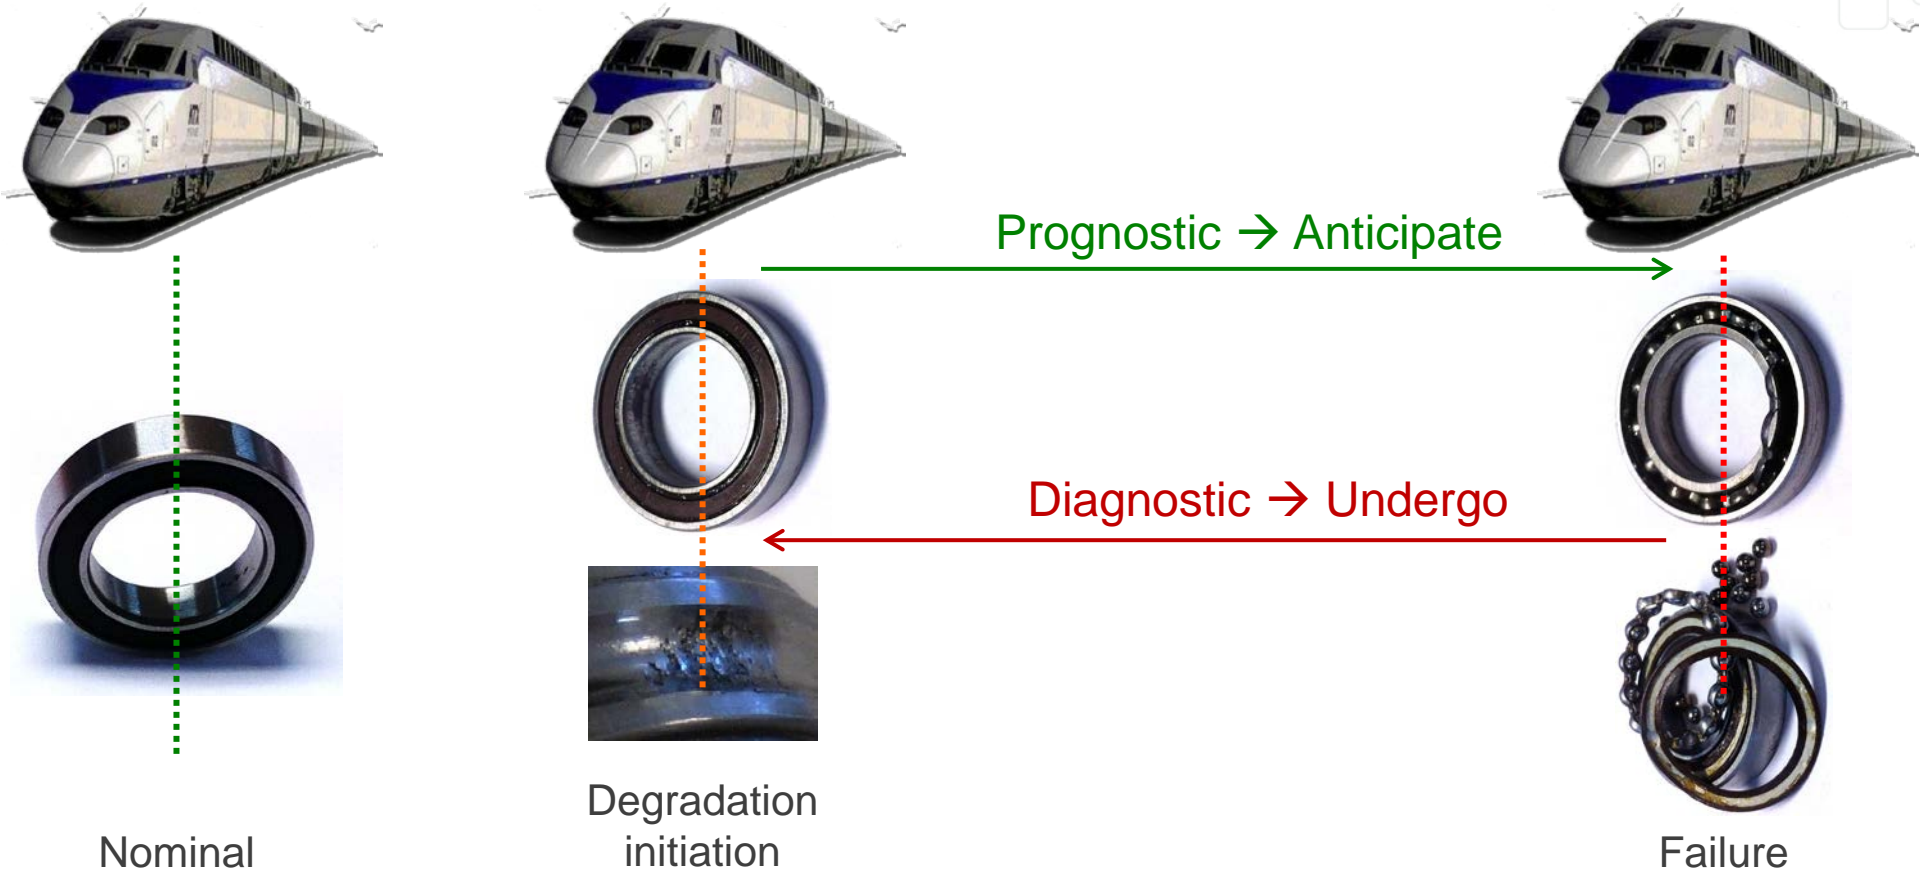 Prognostic → Anticipate
Diagnostic → Undergo
Nominal
Degradation
initiation
Failure